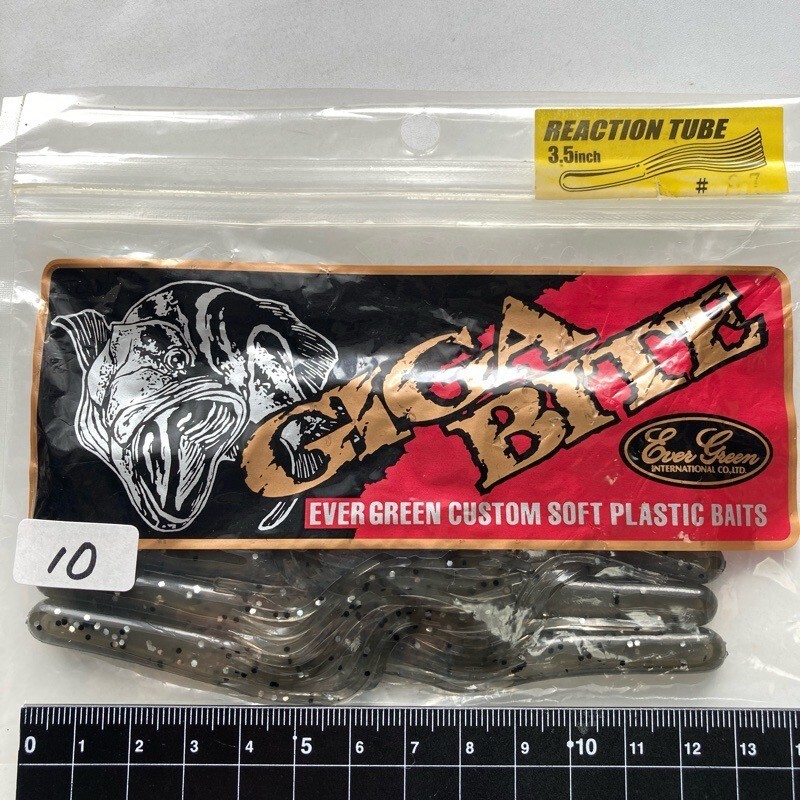 REACTION TUBE
3.5inch
#
GIGA BITE
Ever Green
INTERNATIONAL CO.,LTD.
EVER GREEN CUSTOM SOFT PLASTIC BAITS
10
0 1 2 3 4 5 6 7 8 9 10 11 12 13